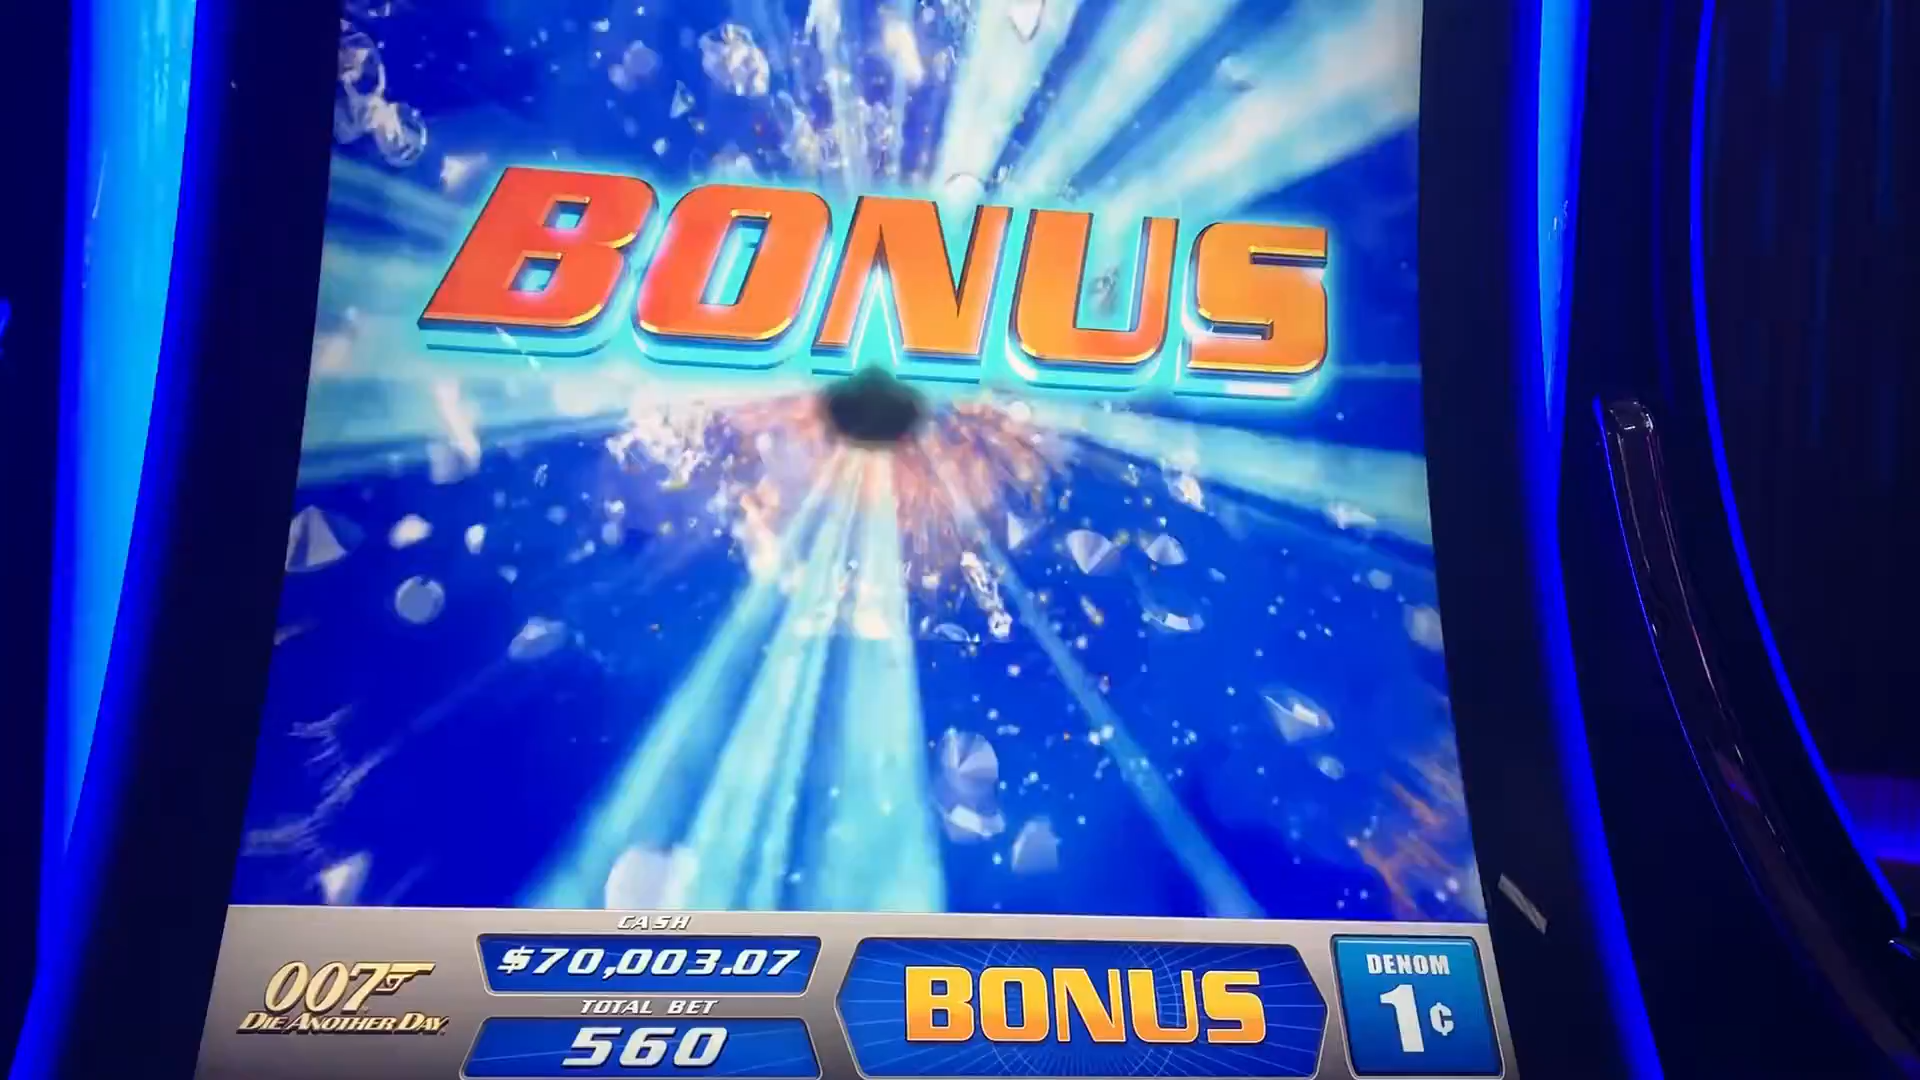 BONUS
CASH
$70,003.07
TOTAL BET
560
007
DIE ANOTHER DAY
BONUS
DENOM
1¢